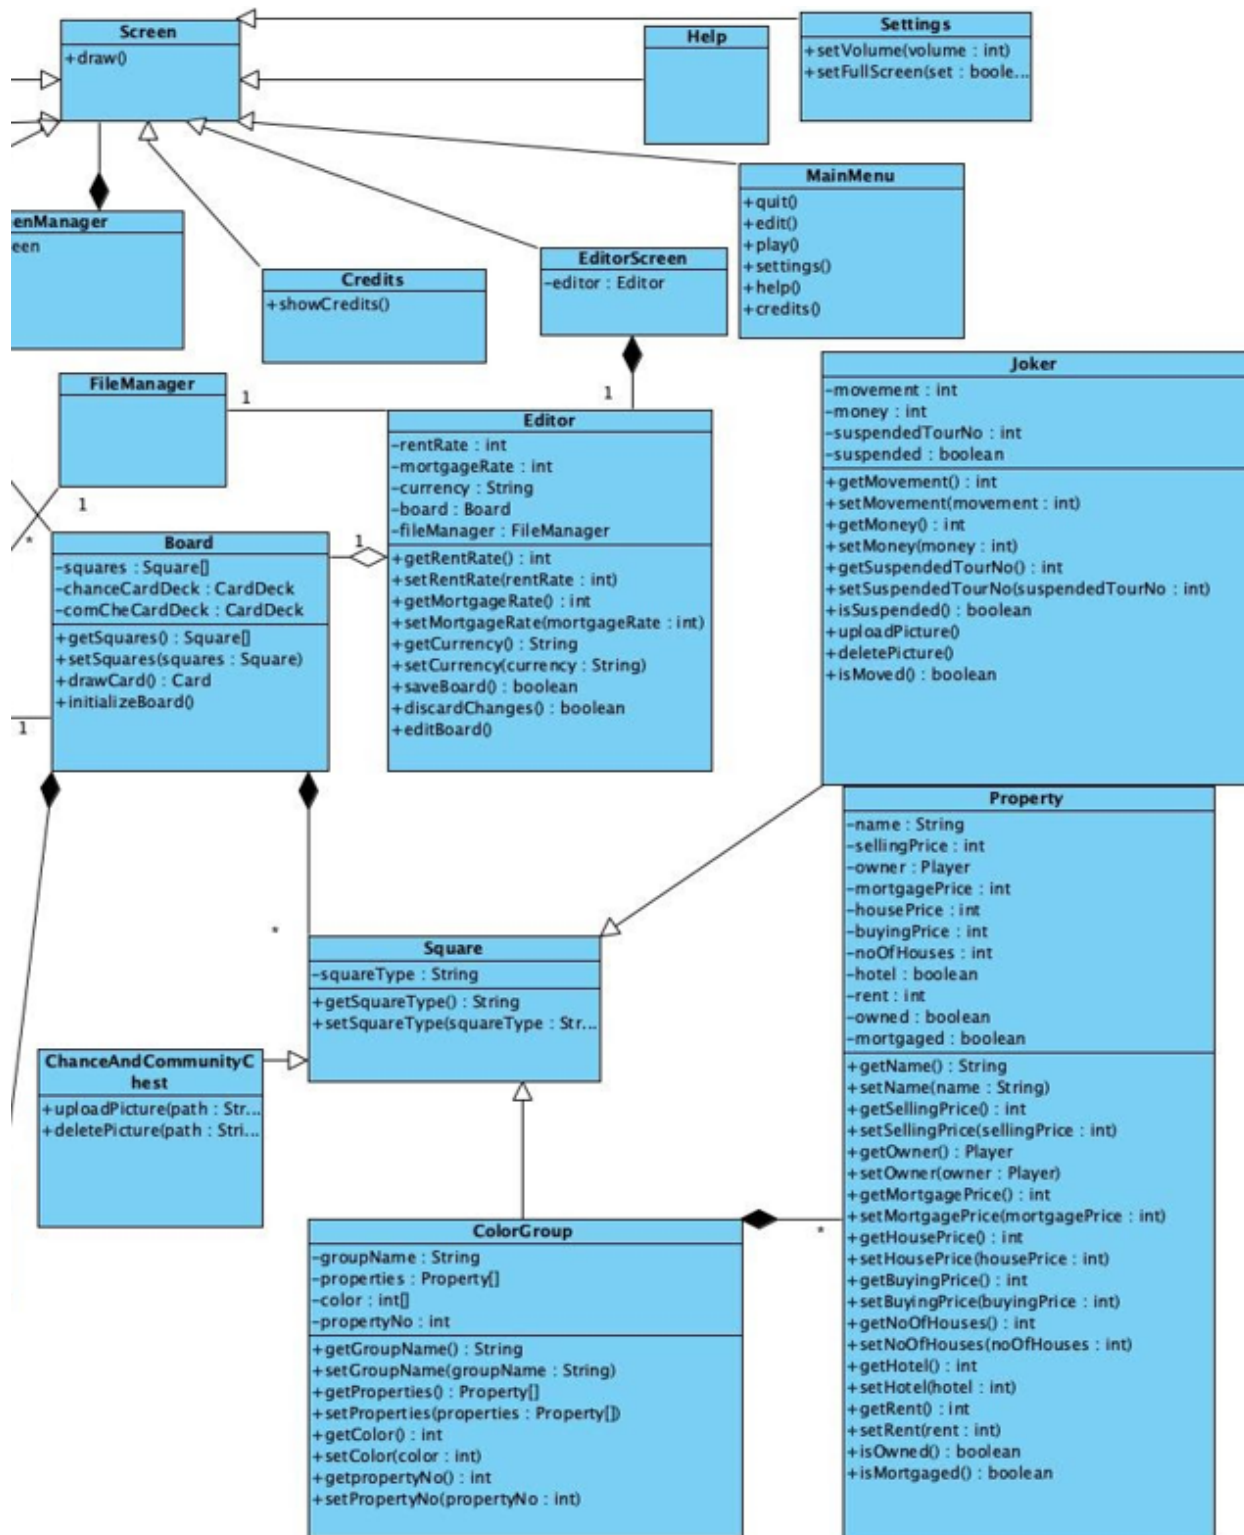 Screen
+draw()
Settings
+setVolume(volume : int)
+setFullScreen(set : boole...
Help
MainMenu
+quit()
+edit()
+play()
+settings()
+help()
+credits()
enManager
een
Credits
+showCredits()
EditorScreen
-editor : Editor
FileManager
1
1
1
*
Editor
-rentRate : int
-mortgageRate : int
-currency : String
-board : Board
-fileManager : FileManager
+getRentRate() : int
+setRentRate(rentRate : int)
+getMortgageRate() : int
+setMortgageRate(mortgageRate : int)
+getCurrency() : String
+setCurrency(currency : String)
+saveBoard() : boolean
+discardChanges() : boolean
+editBoard()
Joker
-movement : int
-money : int
-suspendedTourNo : int
-suspended : boolean
+getMovement() : int
+setMovement(movement : int)
+getMoney() : int
+setMoney(money : int)
+getSuspendedTourNo() : int
+setSuspendedTourNo(suspendedTourNo : int)
+isSuspended() : boolean
+uploadPicture()
+deletePicture()
+isMoved() : boolean
Board
-squares : Square[]
-chanceCardDeck : CardDeck
-comCheCardDeck : CardDeck
+getSquares() : Square[]
+setSquares(squares : Square)
+drawCard() : Card
+initializeBoard()
1
1
*
Property
-name : String
-sellingPrice : int
-owner : Player
-mortgagePrice : int
-housePrice : int
-buyingPrice : int
-noOfHouses : int
-hotel : boolean
-rent : int
-owned : boolean
-mortgaged : boolean
+getName() : String
+setName(name : String)
+getSellingPrice() : int
+setSellingPrice(sellingPrice : int)
+getOwner() : Player
+setOwner(owner : Player)
+getMortgagePrice() : int
+setMortgagePrice(mortgagePrice : int)
+getHousePrice() : int
+setHousePrice(housePrice : int)
+getBuyingPrice() : int
+setBuyingPrice(buyingPrice : int)
+getNoOfHouses() : int
+setNoOfHouses(noOfHouses : int)
+getHotel() : int
+setHotel(hotel : int)
+getRent() : int
+setRent(rent : int)
+isOwned() : boolean
+isMortgaged() : boolean
Square
-squareType : String
+getSquareType() : String
+setSquareType(squareType : Str...
ChanceAndCommunityC
hest
+uploadPicture(path : Str...
+deletePicture(path : Stri...
ColorGroup
-groupName : String
-properties : Property[]
-color : int[]
-propertyNo : int
+getGroupName() : String
+setGroupName(groupName : String)
+getProperties() : Property[]
+setProperties(properties : Property[])
+getColor() : int
+setColor(color : int)
+getpropertyNo() : int
+setPropertyNo(propertyNo : int)
*